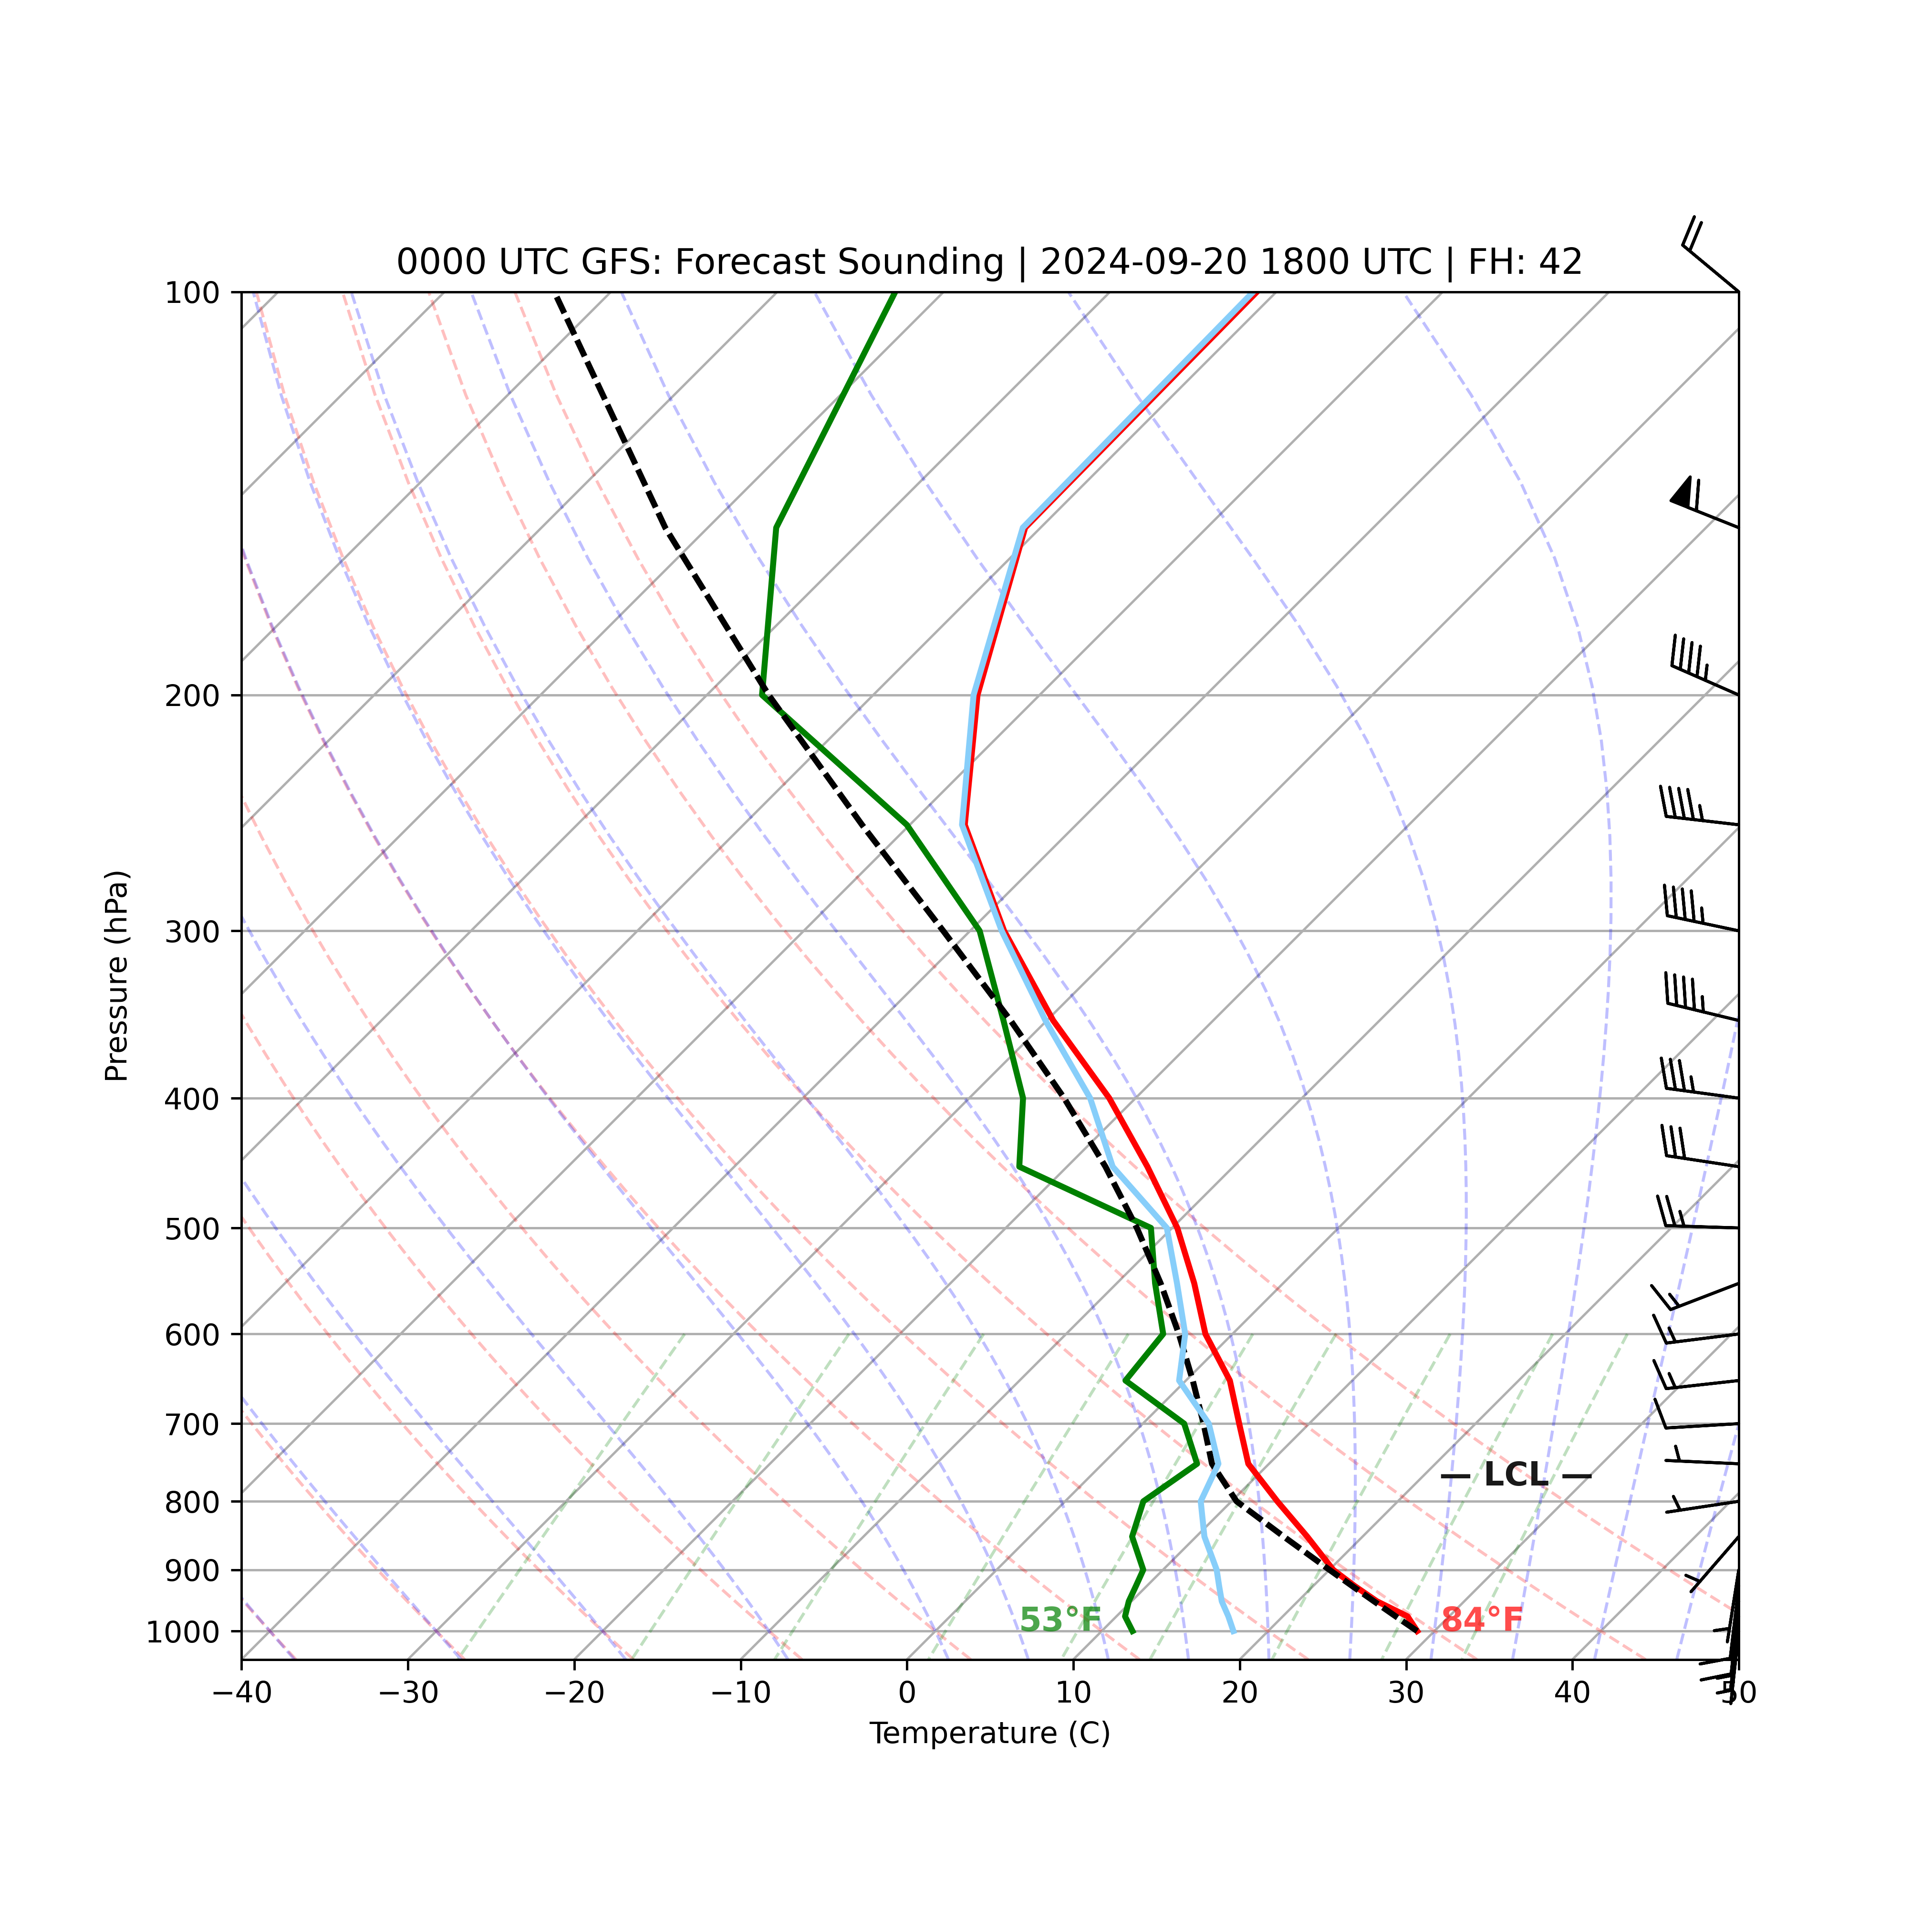 0000 UTC GFS: Forecast Sounding | 2024-09-20 1800 UTC | FH: 42
100
200
300
400
500
600
700
800
900
1000
Pressure (hPa)
— LCL —
53°F
84°F
−40 −30 −20 −10 0 10 20 30 40 50
Temperature (C)